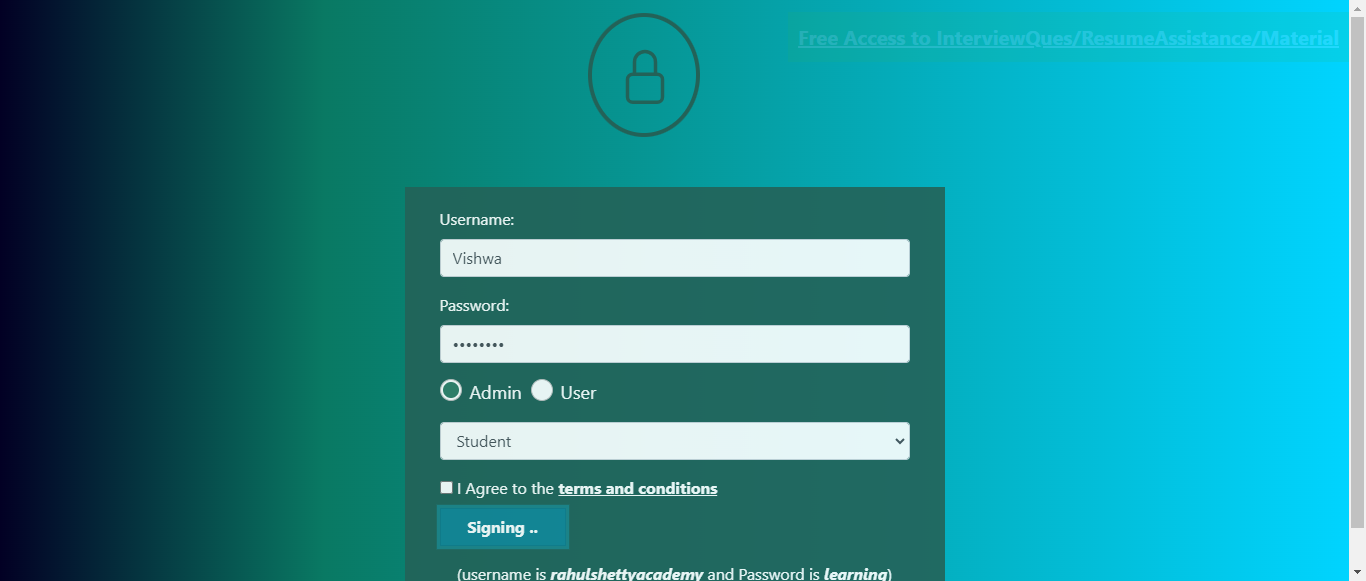 Free Access to InterviewQues/ResumeAssistance/Material
Username:
Vishwa
Password:
••••••••
Admin User
Student
I Agree to the terms and conditions
Signing ..
(username is rahulshettyacademy and Password is learning)